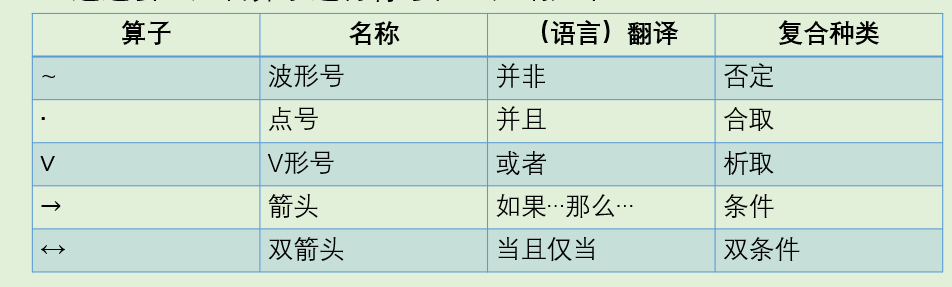 算子 名称 （语言）翻译 复合种类
~ 波形号 并非 否定
· 点号 并且 合取
∨ V形号 或者 析取
→ 箭头 如果…那么… 条件
↔ 双箭头 当且仅当 双条件